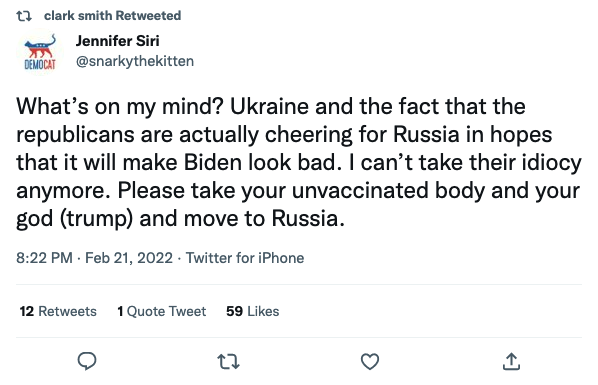 clark smith Retweeted
Jennifer Siri
DEMOCAT
@snarkythekitten
What’s on my mind? Ukraine and the fact that the
republicans are actually cheering for Russia in hopes
that it will make Biden look bad. I can’t take their idiocy
anymore. Please take your unvaccinated body and your
god (trump) and move to Russia.
8:22 PM · Feb 21, 2022 · Twitter for iPhone
12 Retweets 1 Quote Tweet 59 Likes